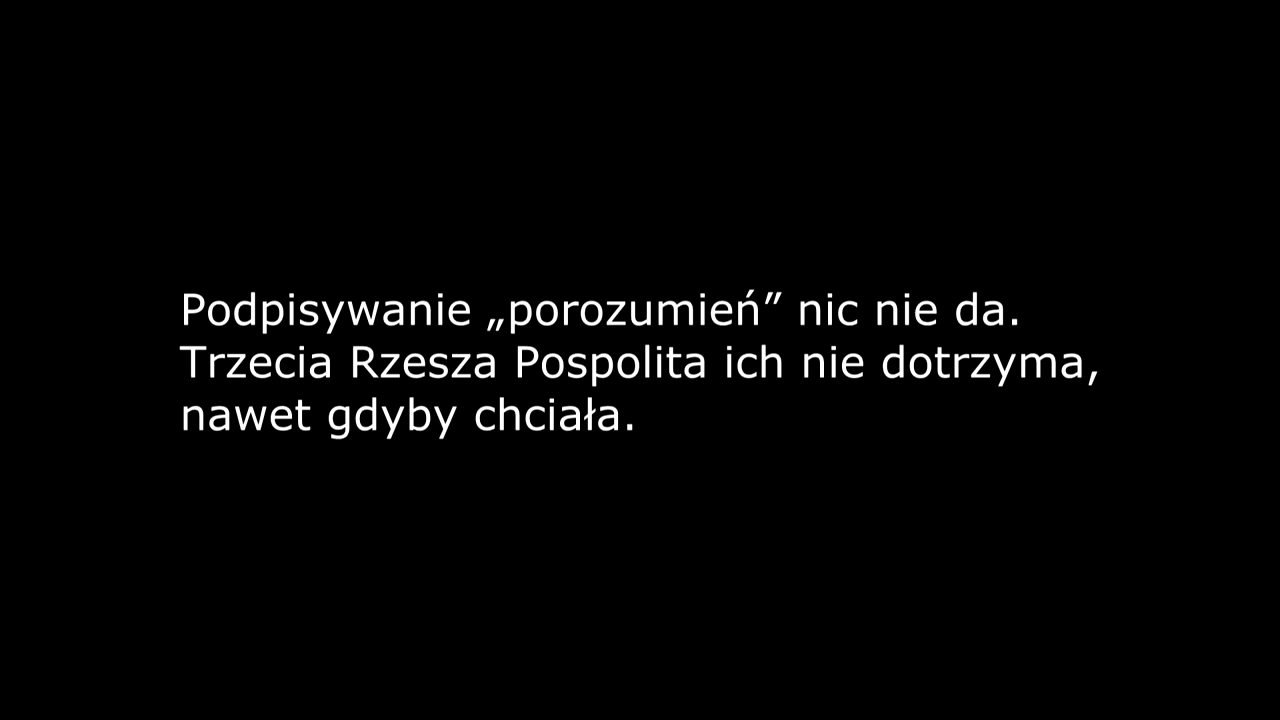 Podpisywanie „porozumień” nic nie da.
Trzecia Rzesza Pospolita ich nie dotrzyma,
nawet gdyby chciała.